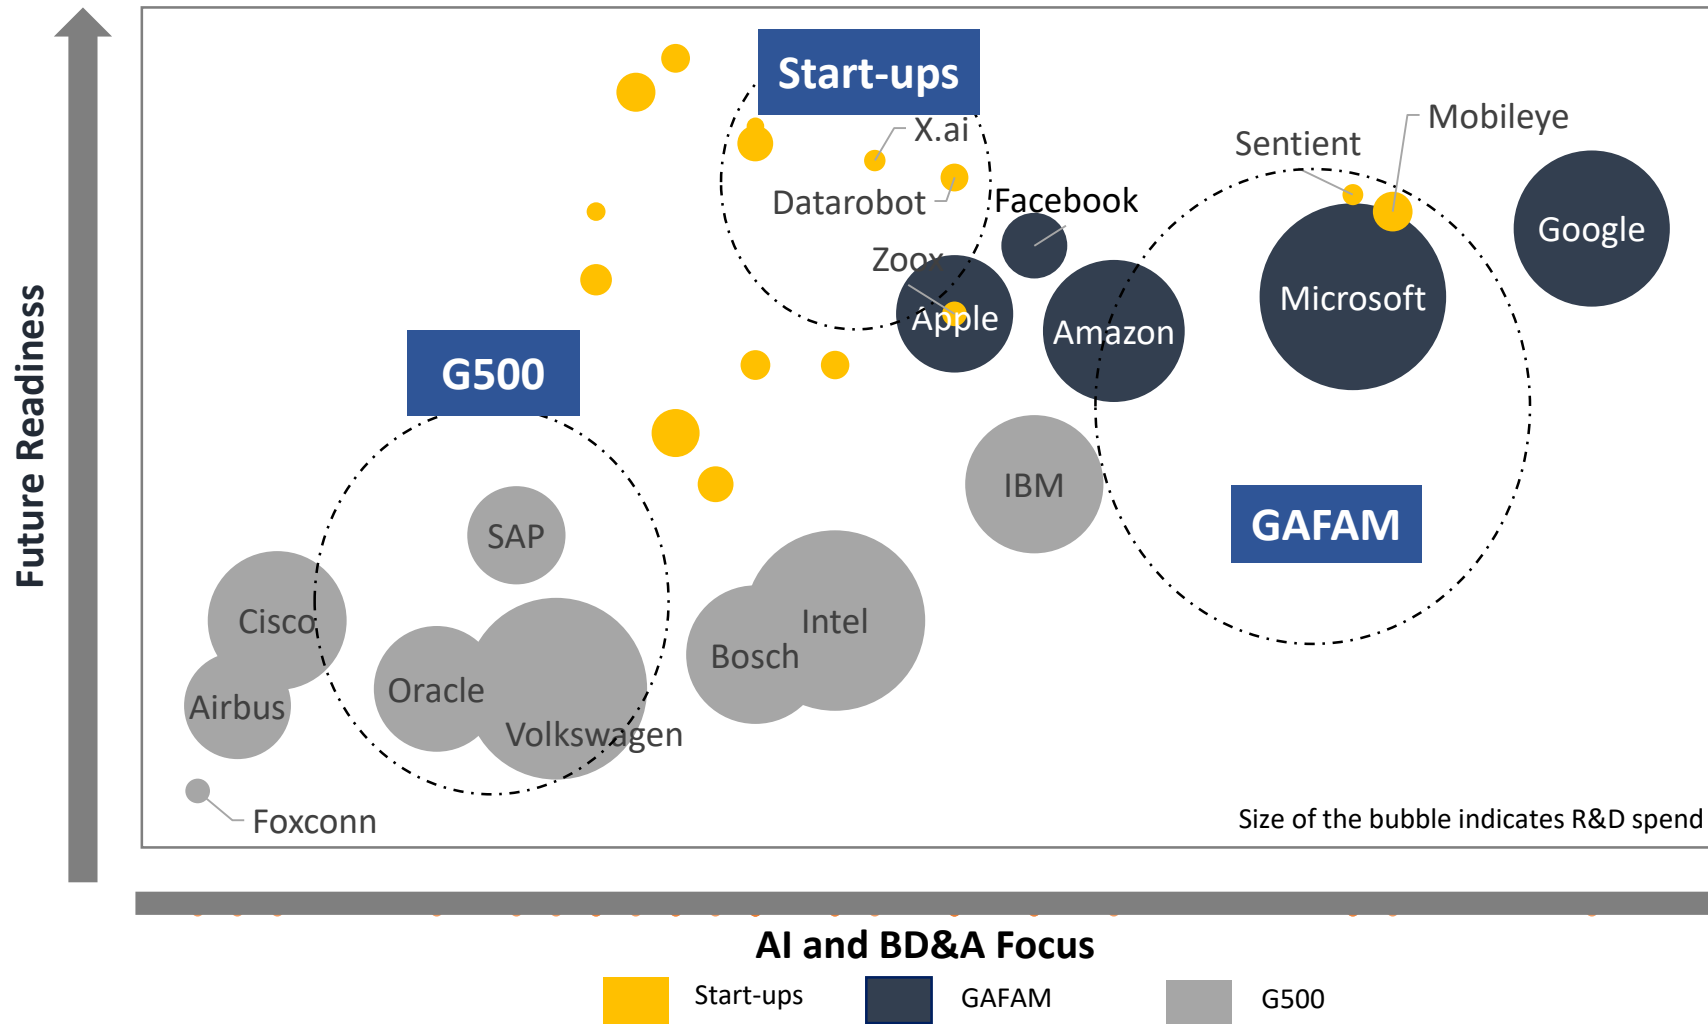 Start-ups
X.ai
Mobileye
Sentient
Datarobot
Facebook
Google
Zoox
Apple
Amazon
Microsoft
G500
IBM
GAFAM
SAP
Cisco
Intel
Bosch
Oracle
Airbus
Volkswagen
Foxconn
Size of the bubble indicates R&D spend
Future Readiness
AI and BD&A Focus
Start-ups
GAFAM
G500